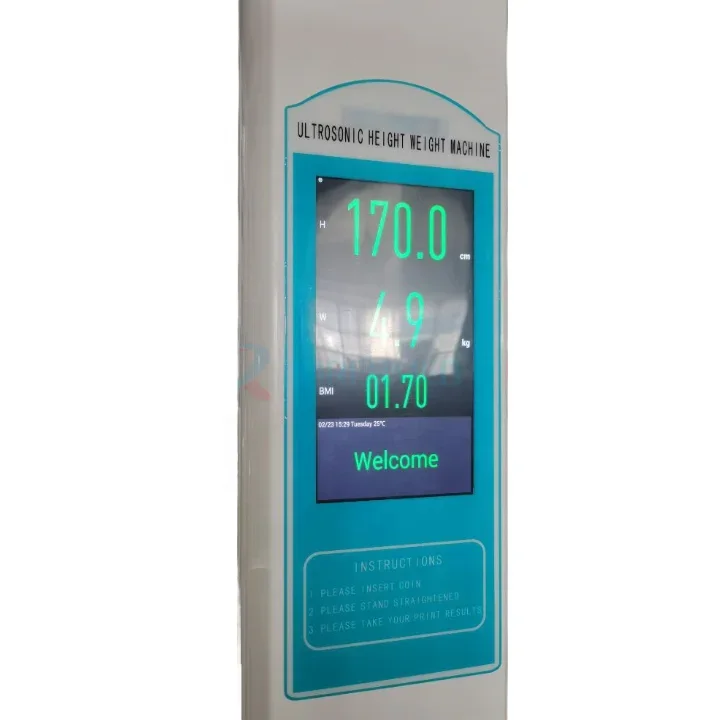 ULTROSONIC HEIGHT WEIGHT MACHINE
H 170.0 cm
W 4.9 kg
BMI 01.70
02/23 15:29 Tuesday 25℃
Welcome
INSTRUCTIONS
1 PLEASE INSERT COIN
2 PLEASE STAND STRAIGHTENED
3 PLEASE TAKE YOUR PRINT RESULTS